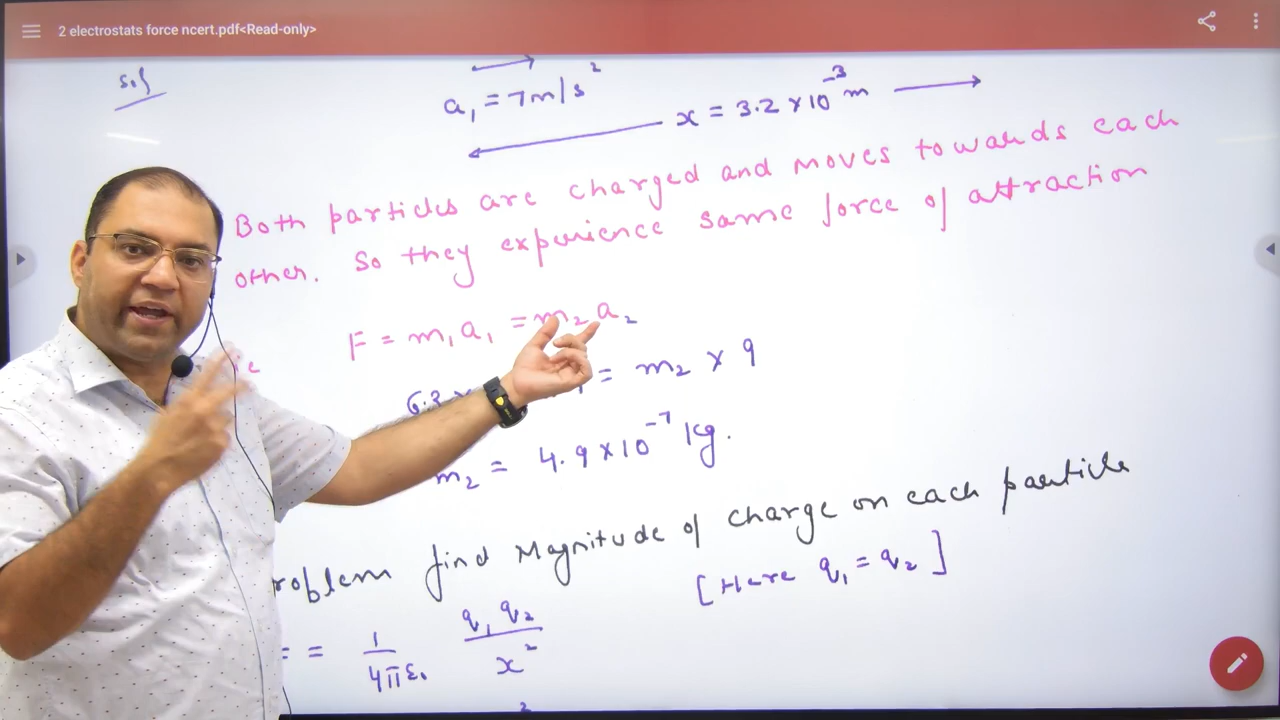 2 electrostats force ncert.pdf<Read-only>
Sol
a₁ = 7m/s²
x = 3.2 × 10⁻³ m
Both particles are charged and moves towards each
other. So they experience same force of attraction
F = m₁a₁ = m₂a₂
= m₂ × 9
m₂ = 4.9 × 10⁻⁷ kg.
find Magnitude of charge on each particle
[Here q₁ = q₂]
= 1/4πε₀ q₁q₂/x²